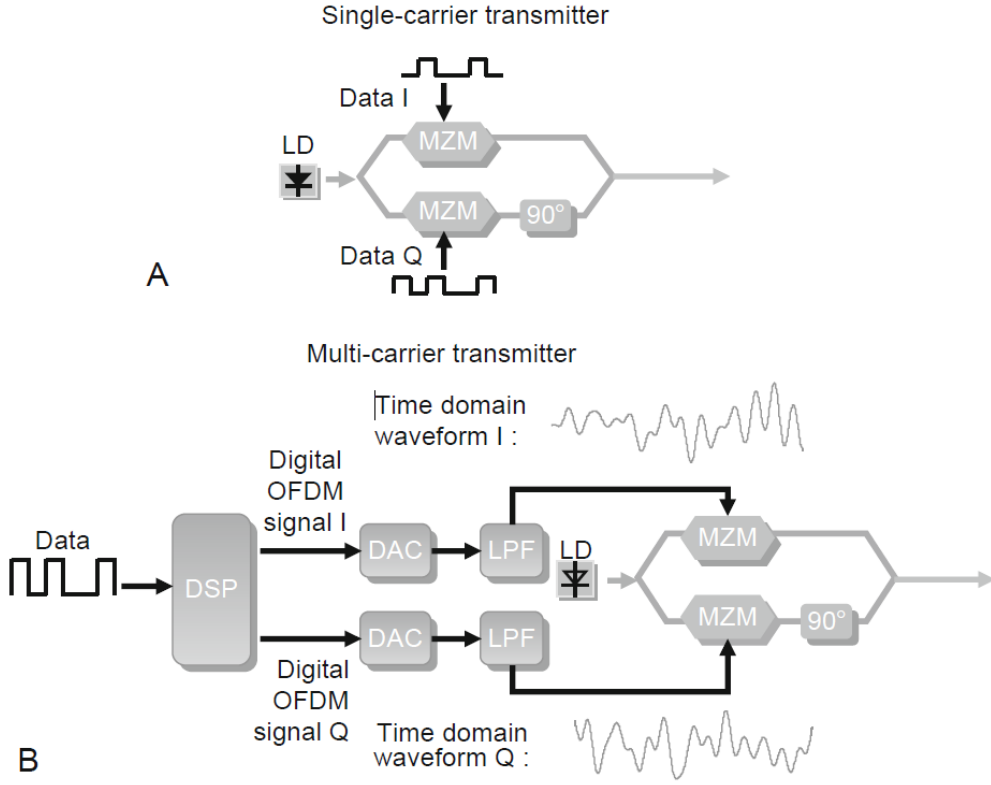 Single-carrier transmitter
Data I
MZM
LD
MZM
90°
Data Q
A
Multi-carrier transmitter
Time domain
waveform I :
Digital
OFDM
signal I
Data
DSP
DAC
LPF
LD
MZM
MZM
90°
DAC
LPF
Digital
OFDM
signal Q
Time domain
waveform Q :
B